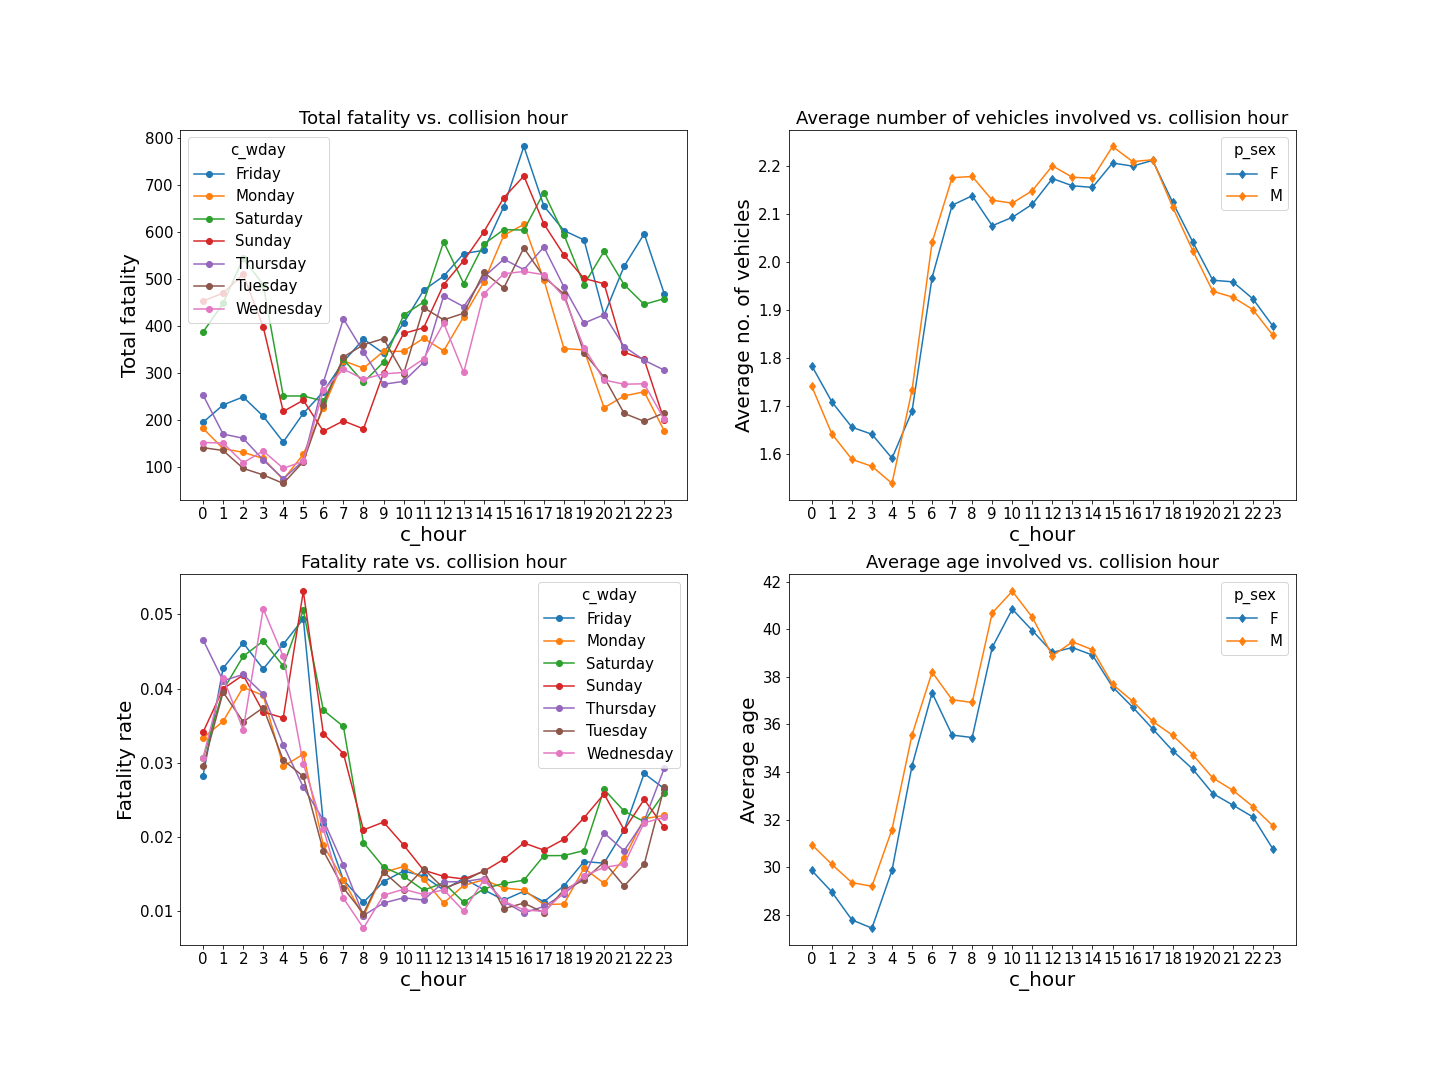 Total fatality vs. collision hour
Total fatality
800
700
600
500
400
300
200
100
c_wday
Friday
Monday
Saturday
Sunday
Thursday
Tuesday
Wednesday
0 1 2 3 4 5 6 7 8 9 10 11 12 13 14 15 16 17 18 19 20 21 22 23
c_hour
Average number of vehicles involved vs. collision hour
Average no. of vehicles
2.2
2.1
2.0
1.9
1.8
1.7
1.6
p_sex
F
M
0 1 2 3 4 5 6 7 8 9 10 11 12 13 14 15 16 17 18 19 20 21 22 23
c_hour
Fatality rate vs. collision hour
Fatality rate
0.05
0.04
0.03
0.02
0.01
c_wday
Friday
Monday
Saturday
Sunday
Thursday
Tuesday
Wednesday
0 1 2 3 4 5 6 7 8 9 10 11 12 13 14 15 16 17 18 19 20 21 22 23
c_hour
Average age involved vs. collision hour
Average age
42
40
38
36
34
32
30
28
p_sex
F
M
0 1 2 3 4 5 6 7 8 9 10 11 12 13 14 15 16 17 18 19 20 21 22 23
c_hour